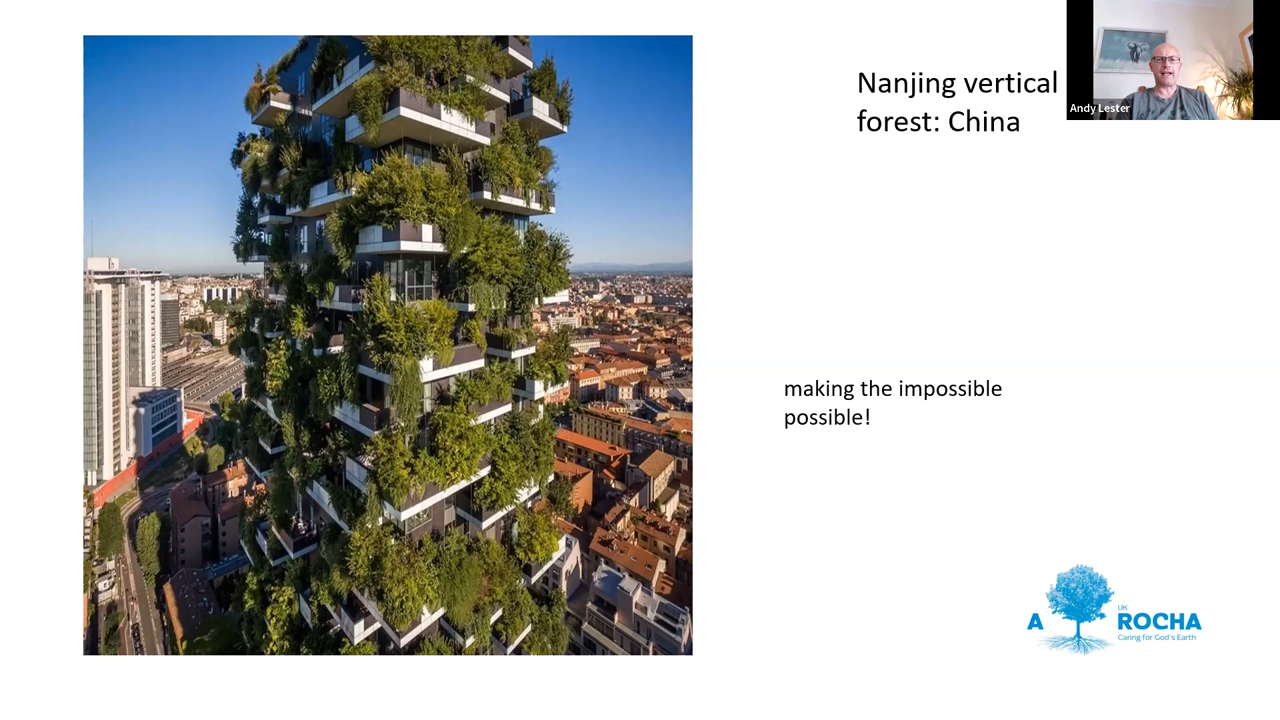 Nanjing vertical
forest: China
Andy Lester
making the impossible
possible!
UK
A ROCHA
Caring for God's Earth